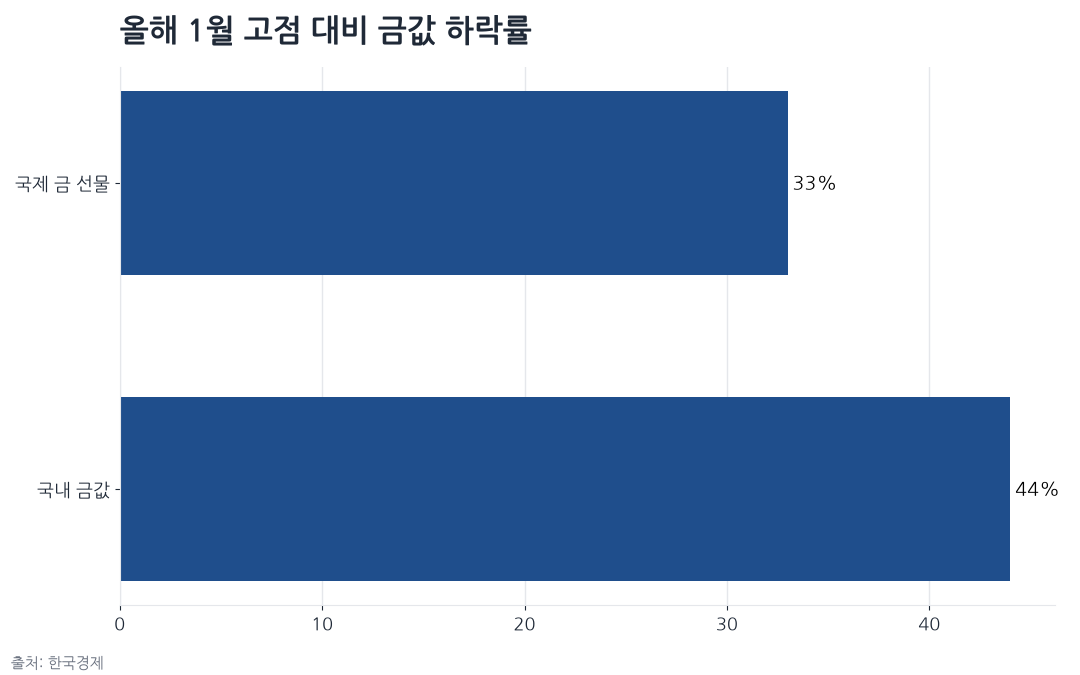 올해 1월 고점 대비 금값 하락률
국제 금 선물
33%
국내 금값
44%
0 10 20 30 40
출처: 한국경제